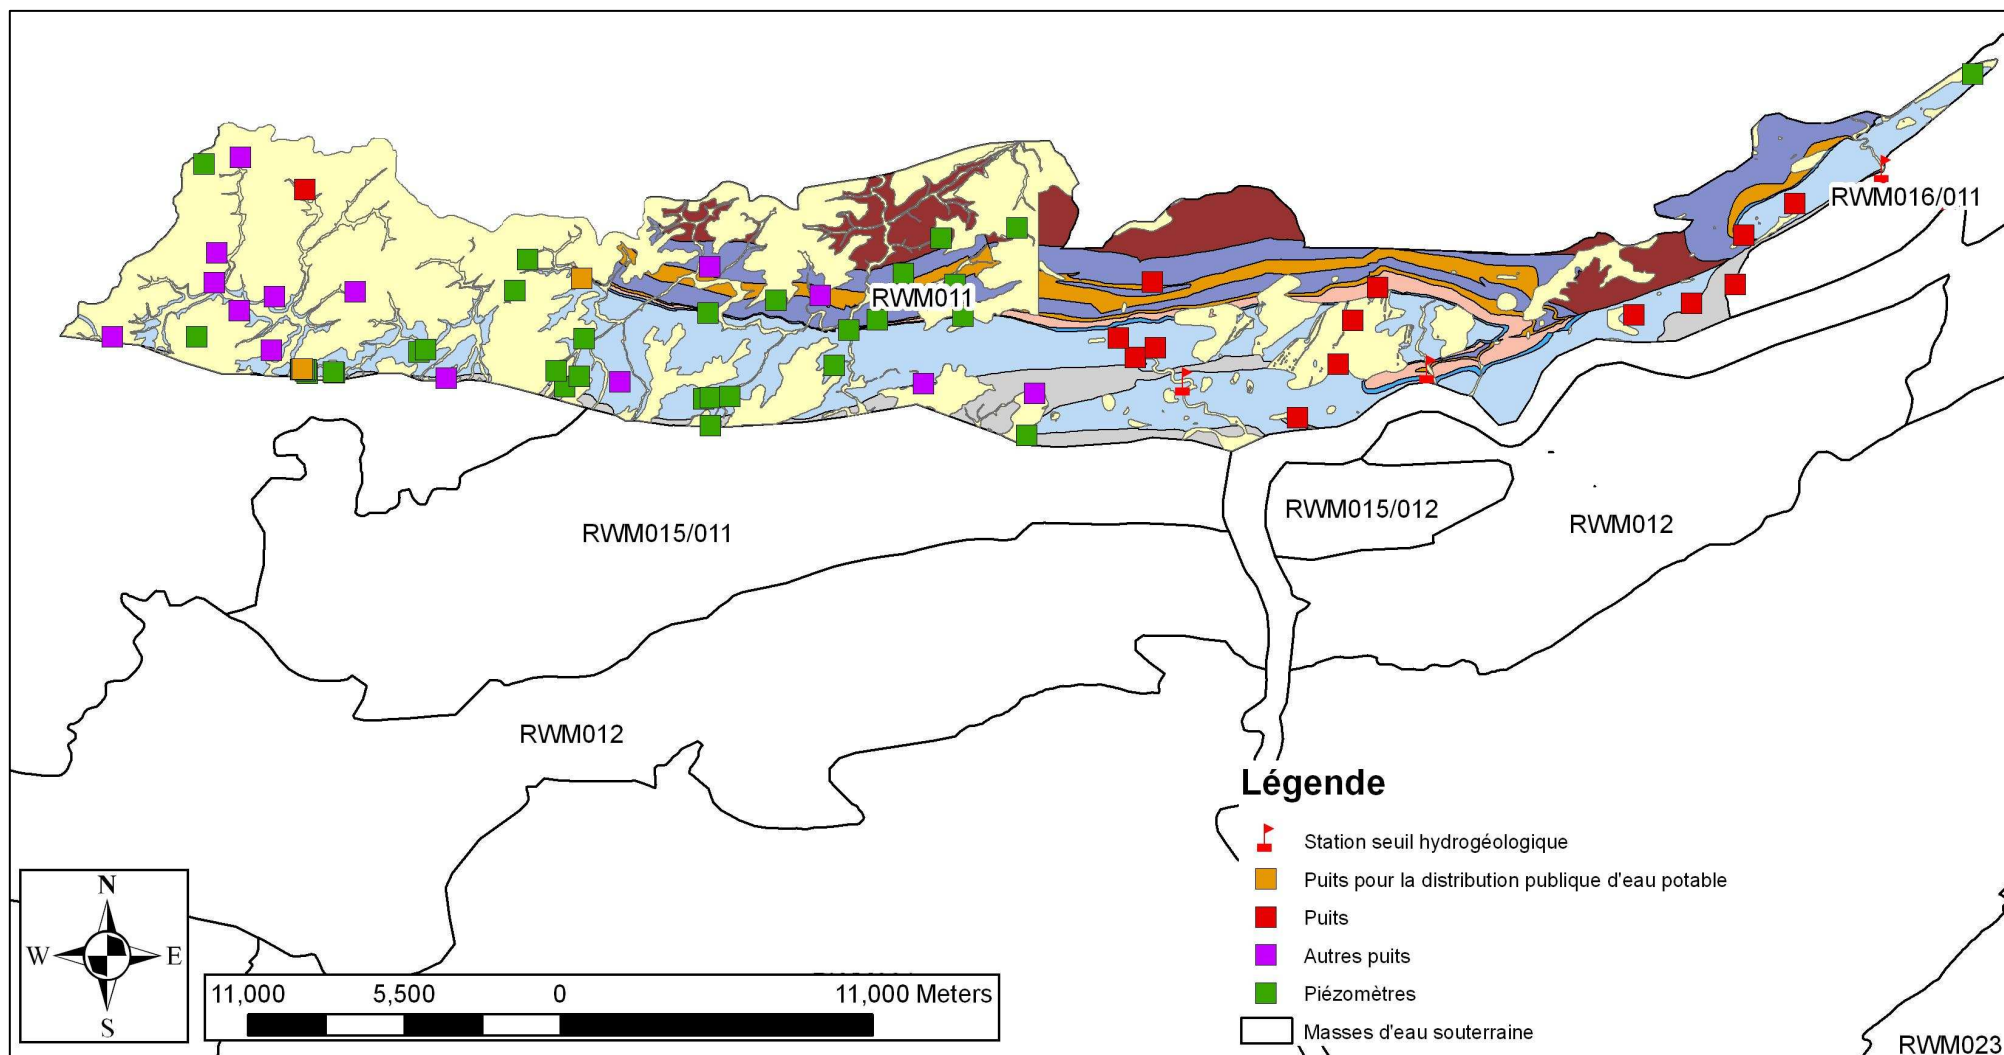 RWM016/011
RWM011
RWM015/011
RWM015/012
RWM012
RWM012
Légende
Station seuil hydrogéologique
Puits pour la distribution publique d'eau potable
Puits
Autres puits
Piézomètres
Masses d'eau souterraine
N
W
E
S
11,000
5,500
0
11,000 Meters
RWM023